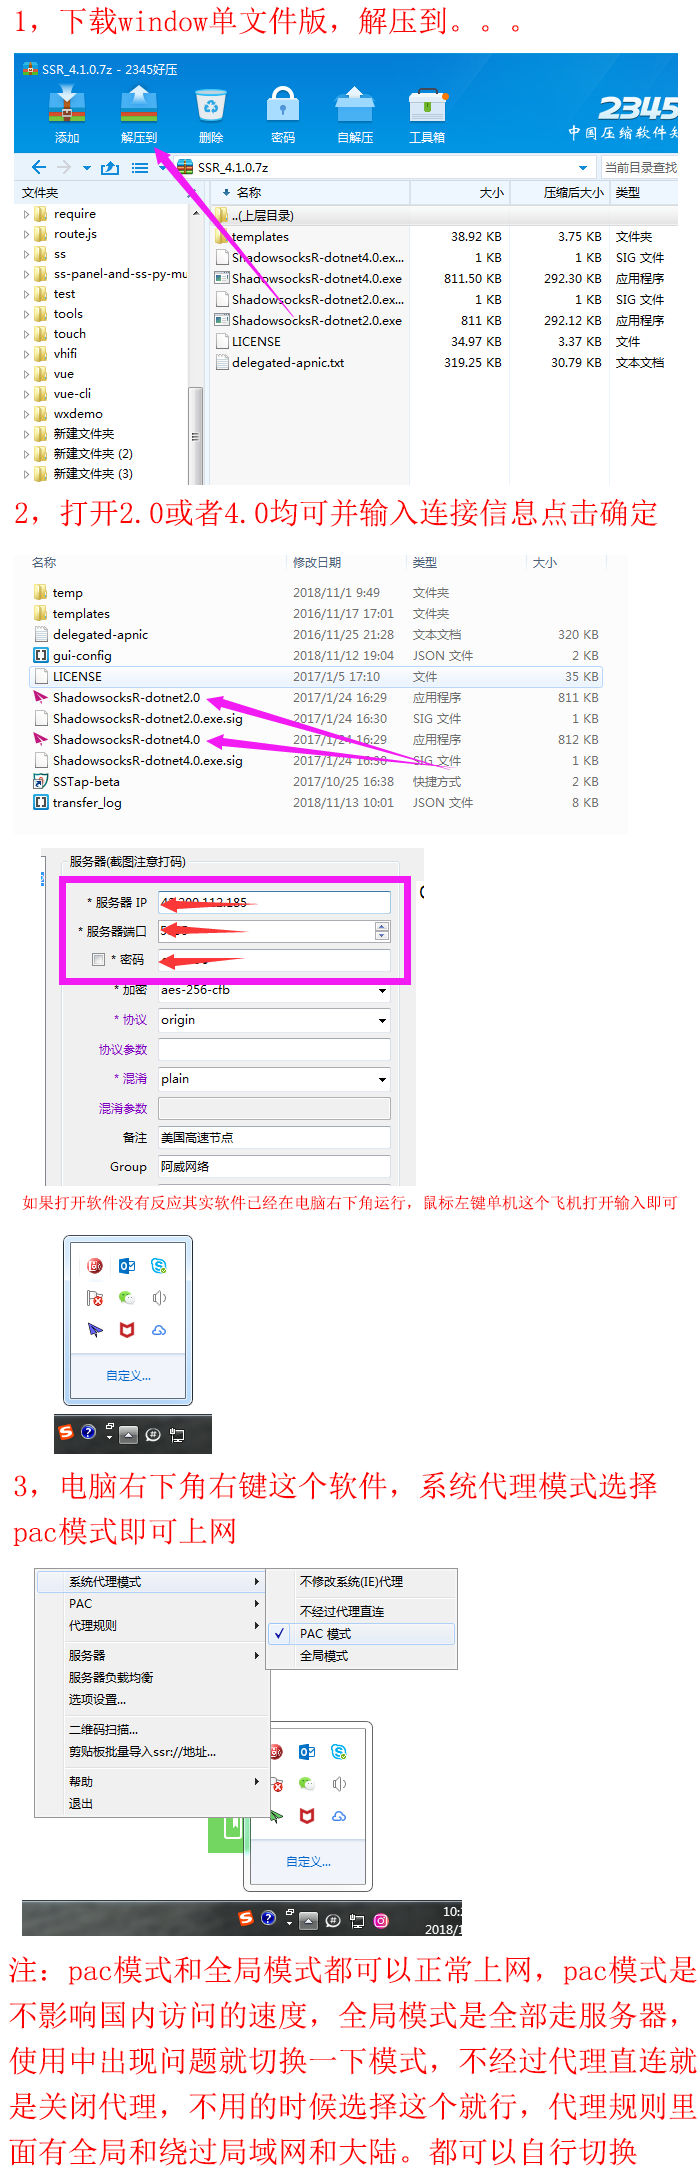 1，下载window单文件版，解压到。。。
SSR_4.1.0.7z - 2345好压
添加 解压到 删除 密码 自解压 工具箱
2345
中国压缩软件知
SSR_4.1.0.7z 当前目录查找
文件夹 名称 大小 压缩后大小 类型
require ..(上层目录)
route.js templates 38.92 KB 3.75 KB 文件夹
ss ShadowsocksR-dotnet4.0.ex... 1 KB 1 KB SIG 文件
ss-panel-and-ss-py-mu ShadowsocksR-dotnet4.0.exe 811.50 KB 292.30 KB 应用程序
test ShadowsocksR-dotnet2.0.ex... 1 KB 1 KB SIG 文件
tools ShadowsocksR-dotnet2.0.exe 811 KB 292.12 KB 应用程序
touch LICENSE 34.97 KB 3.37 KB 文件
vhifi delegated-apnic.txt 319.25 KB 30.79 KB 文本文档
vue
vue-cli
wxdemo
新建文件夹
新建文件夹 (2)
新建文件夹 (3)
2，打开2.0或者4.0均可并输入连接信息点击确定
名称 修改日期 类型 大小
temp 2018/11/1 9:49 文件夹
templates 2016/11/17 17:01 文件夹
delegated-apnic 2016/11/25 21:28 文本文档 320 KB
gui-config 2018/11/12 19:04 JSON 文件 2 KB
LICENSE 2017/1/5 17:10 文件 35 KB
ShadowsocksR-dotnet2.0 2017/1/24 16:29 应用程序 811 KB
ShadowsocksR-dotnet2.0.exe.sig 2017/1/24 16:30 SIG 文件 1 KB
ShadowsocksR-dotnet4.0 2017/1/24 16:29 应用程序 812 KB
ShadowsocksR-dotnet4.0.exe.sig 2017/1/24 16:30 SIG 文件 1 KB
SSTap-beta 2017/10/25 16:38 快捷方式 2 KB
transfer_log 2018/11/13 10:01 JSON 文件 8 KB
服务器(截图注意打码)
* 服务器 IP
* 服务器端口
* 密码
* 加密 aes-256-cfb
* 协议 origin
协议参数
* 混淆 plain
混淆参数
备注 美国高速节点
Group 阿威网络
如果打开软件没有反应其实软件已经在电脑右下角运行，鼠标左键单机这个飞机打开输入即可
自定义...
3，电脑右下角右键这个软件，系统代理模式选择
pac模式即可上网
系统代理模式 不修改系统(IE)代理
PAC 不经过代理直连
代理规则 PAC 模式
服务器 全局模式
服务器负载均衡
选项设置...
二维码扫描...
剪贴板批量导入ssr://地址...
帮助
退出
自定义...
10:
2018/1
注：pac模式和全局模式都可以正常上网，pac模式是
不影响国内访问的速度，全局模式是全部走服务器，
使用中出现问题就切换一下模式，不经过代理直连就
是关闭代理，不用的时候选择这个就行，代理规则里
面有全局和绕过局域网和大陆。都可以自行切换